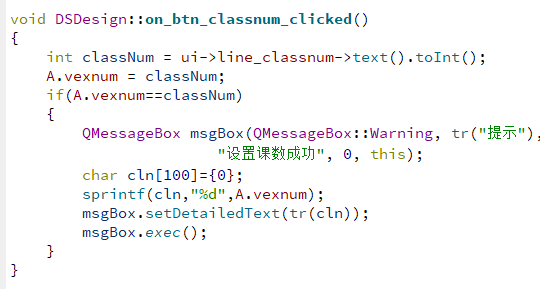 void DSDesign::on_btn_classnum_clicked()
{
    int classNum = ui->line_classnum->text().toInt();
    A.vexnum = classNum;
    if(A.vexnum==classNum)
    {
        QMessageBox msgBox(QMessageBox::Warning, tr("提示"),
                       "设置课数成功", 0, this);
        char cln[100]={0};
        sprintf(cln,"%d",A.vexnum);
        msgBox.setDetailedText(tr(cln));
        msgBox.exec();
    }
}